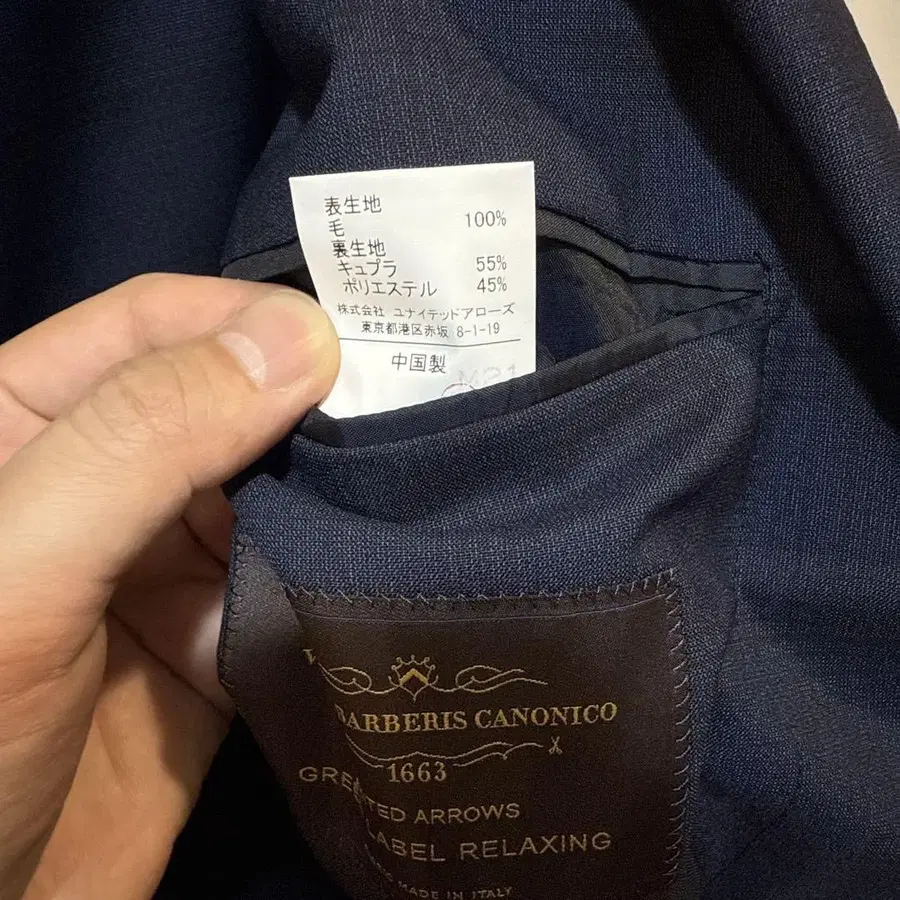 表生地
毛 100%
裏生地
キュプラ 55%
ポリエステル 45%
株式会社 ユナイテッドアローズ
東京都港区赤坂 8-1-19
中国製
BARBERIS CANONICO
1663
ARROWS
LABEL RELAXING
MADE IN ITALY